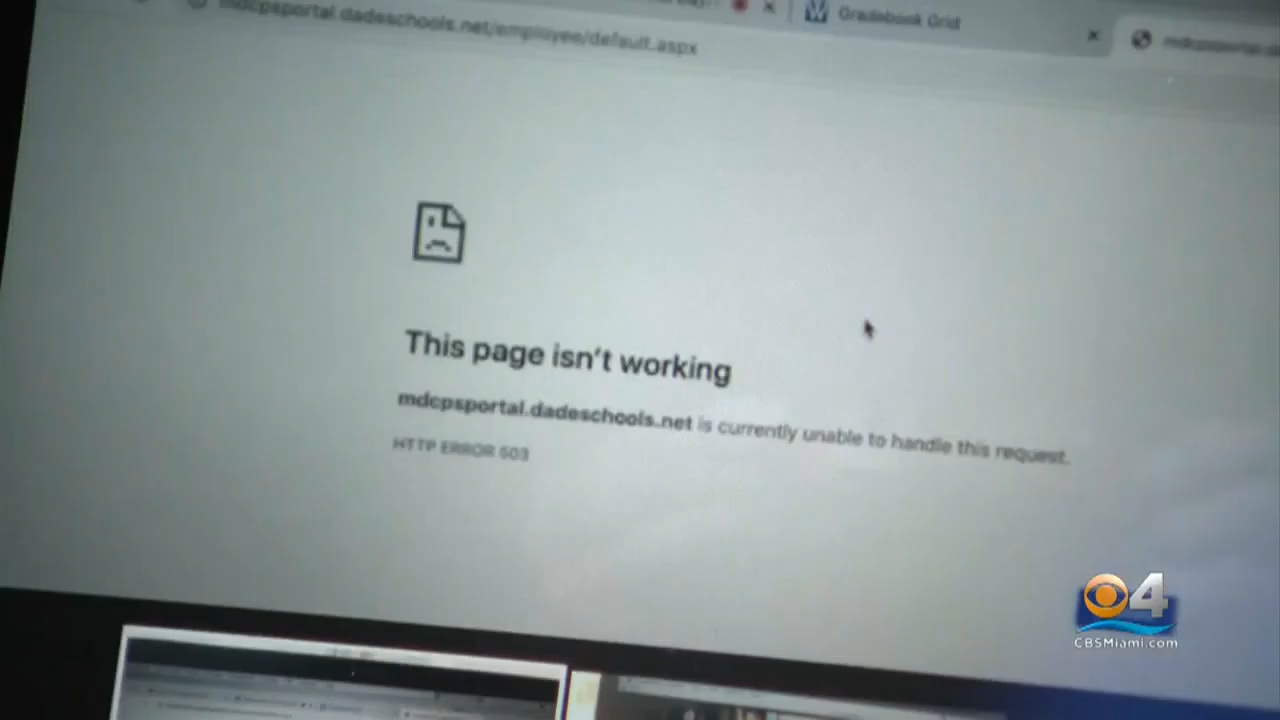 Gradebook Grid
mdcpsportal.dadeschools.net/employee/default.aspx
This page isn't working
mdcpsportal.dadeschools.net is currently unable to handle this request.
HTTP ERROR 503
4
CBSMiami.com